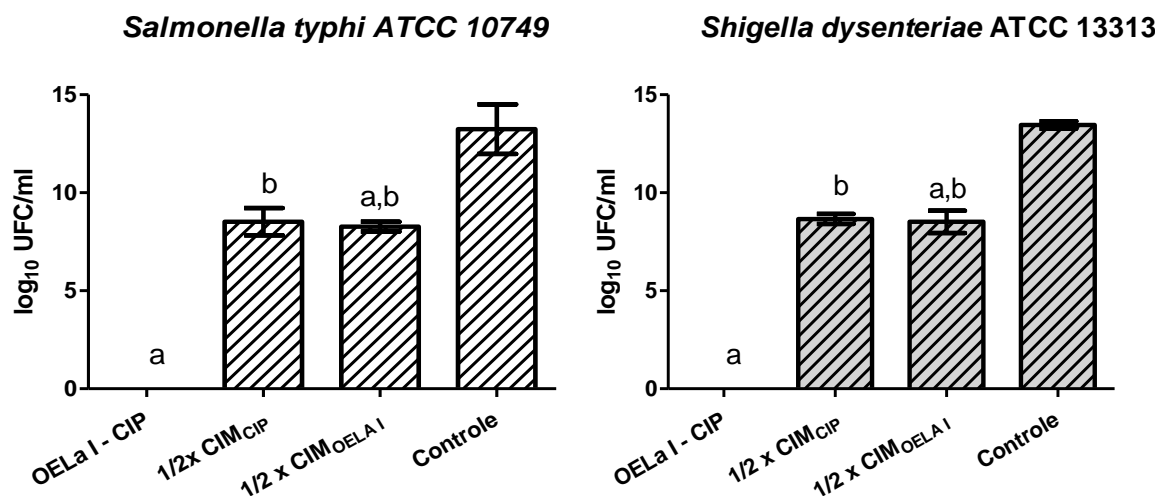 Salmonella typhi ATCC 10749
log10 UFC/ml
15
10
5
0
a
b
a,b
OELa I - CIP
1/2x CIMCIP
1/2 x CIMOELA I
Controle
Shigella dysenteriae ATCC 13313
log10 UFC/ml
15
10
5
0
a
b
a,b
OELa I - CIP
1/2x CIMCIP
1/2 x CIMOELA I
Controle